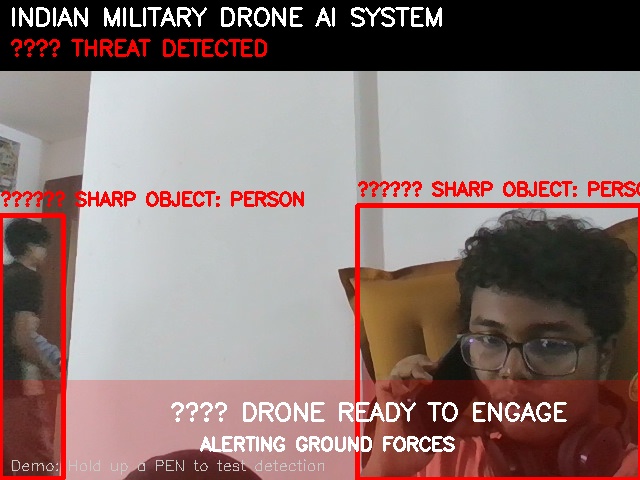 INDIAN MILITARY DRONE AI SYSTEM
???? THREAT DETECTED
?????? SHARP OBJECT: PERSON
?????? SHARP OBJECT: PERSO
???? DRONE READY TO ENGAGE
ALERTING GROUND FORCES
Demo: Hold up a PEN to test detection